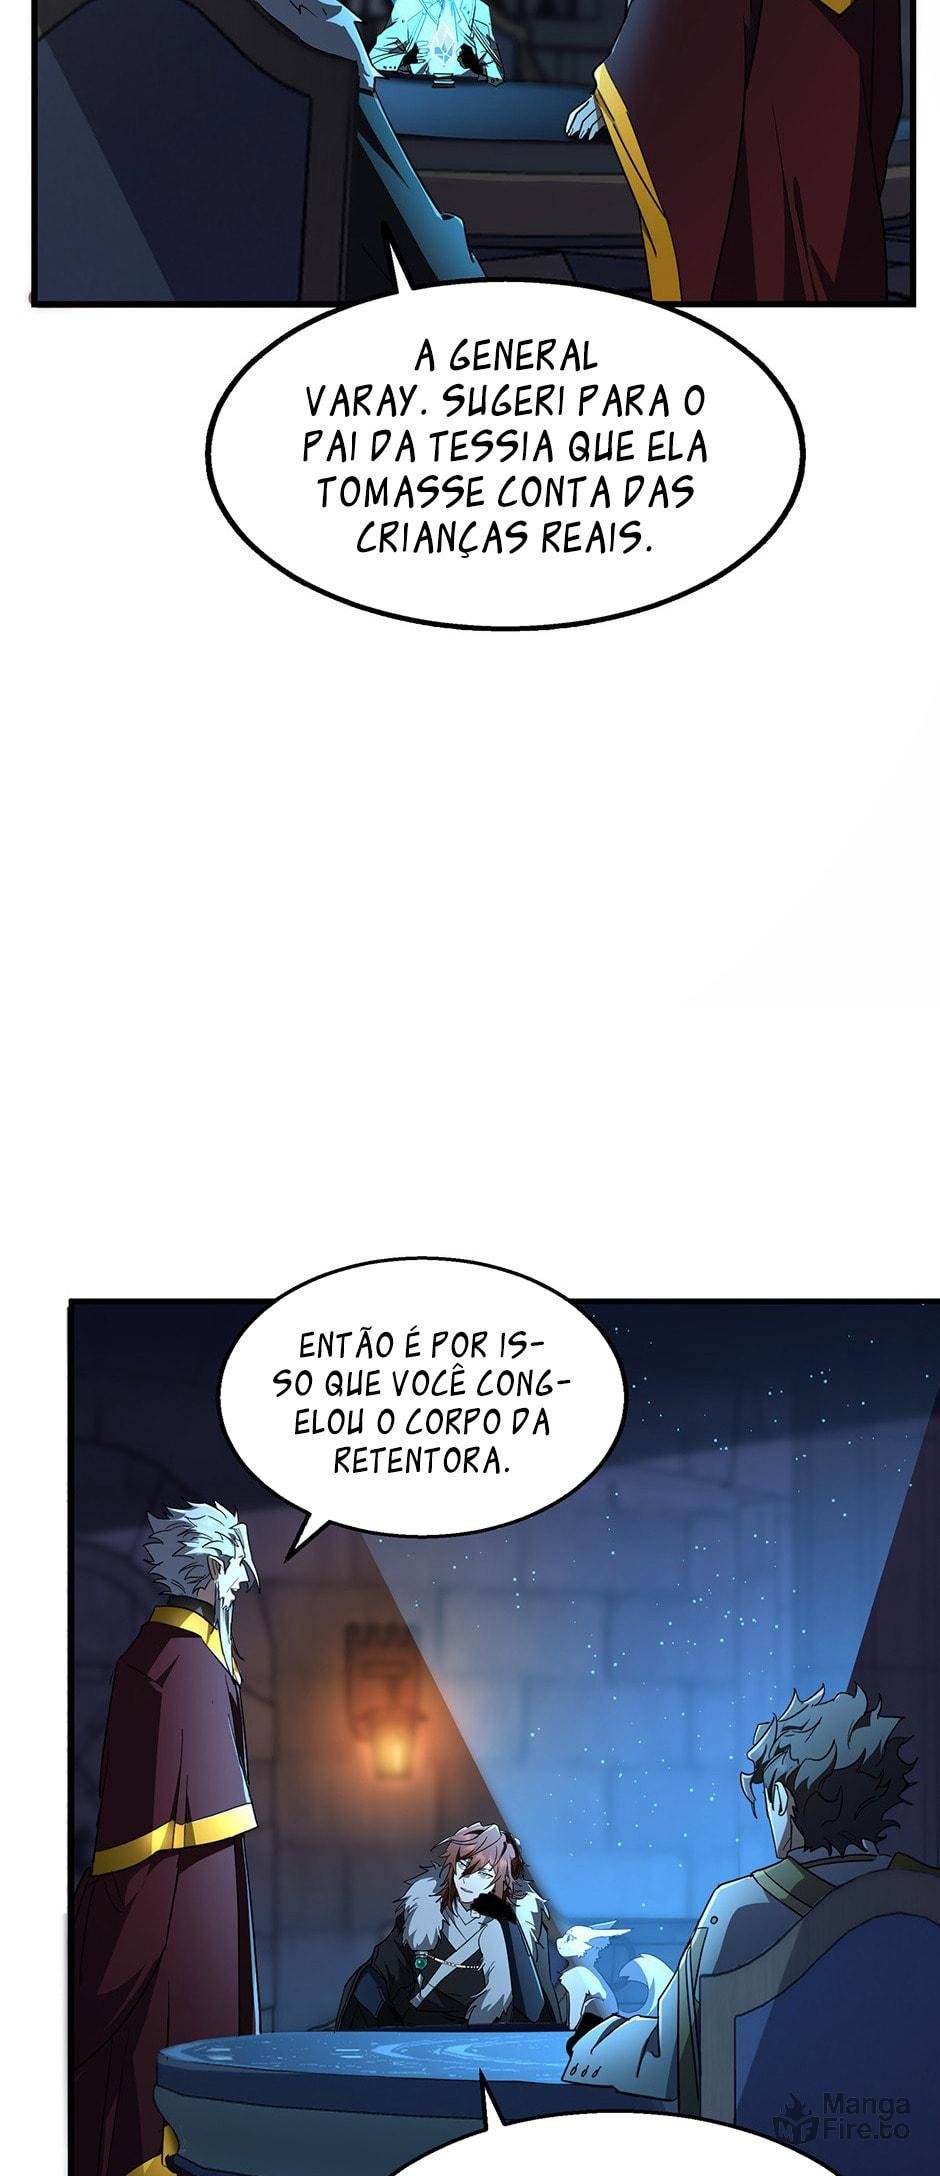 A GENERAL
VARAY. SUGERI PARA O
PAI DA TESSIA QUE ELA
TOMASSE CONTA DAS
CRIANÇAS REAIS.
ENTÃO É POR IS-
SO QUE VOCÊ CONG-
ELOU O CORPO DA
RETENTORA.
Manga
Fire.to